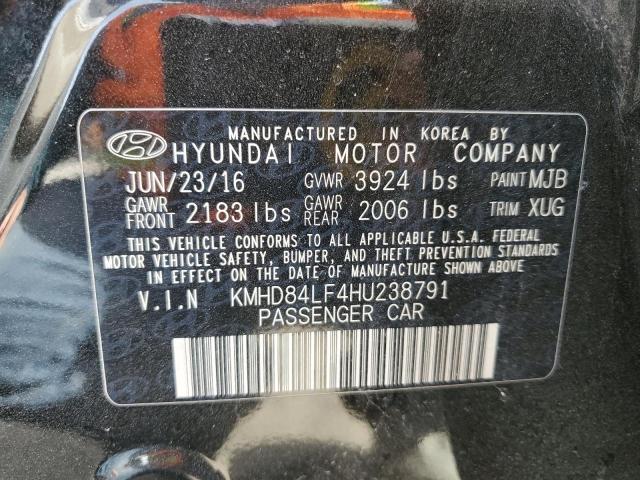 MANUFACTURED IN KOREA BY
HYUNDAI MOTOR COMPANY
JUN/23/16 GVWR 3924 lbs PAINT MJB
GAWR FRONT 2183 lbs GAWR REAR 2006 lbs TRIM XUG
THIS VEHICLE CONFORMS TO ALL APPLICABLE U.S.A. FEDERAL
MOTOR VEHICLE SAFETY, BUMPER, AND THEFT PREVENTION STANDARDS
IN EFFECT ON THE DATE OF MANUFACTURE SHOWN ABOVE
V.I.N KMHD84LF4HU238791
PASSENGER CAR